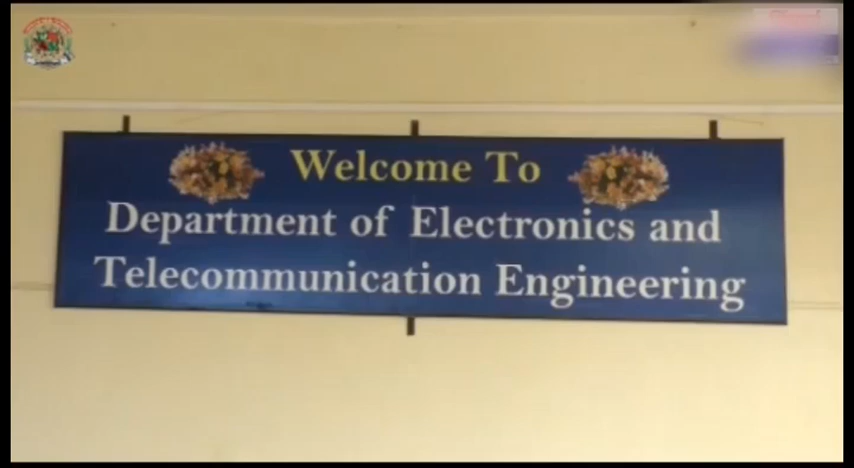 Welcome To
Department of Electronics and
Telecommunication Engineering